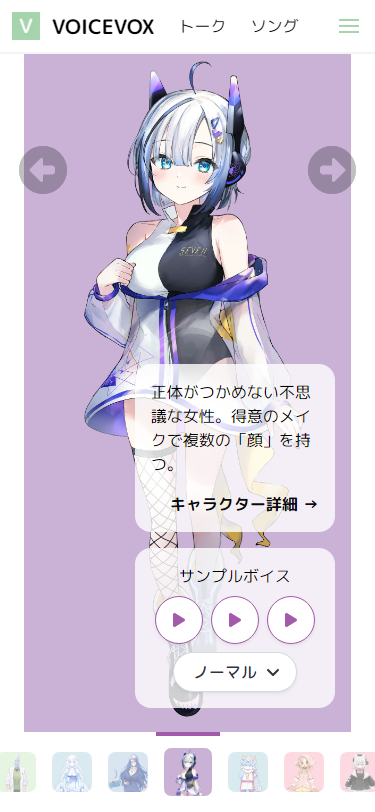 V VOICEVOX トーク ソング
SEVEN
正体がつかめない不思
議な女性。得意のメイ
クで複数の「顔」を持
つ。
キャラクター詳細 →
サンプルボイス
ノーマル